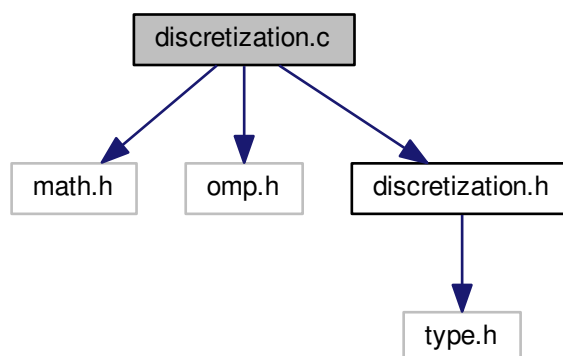 discretization.c
math.h
omp.h
discretization.h
type.h